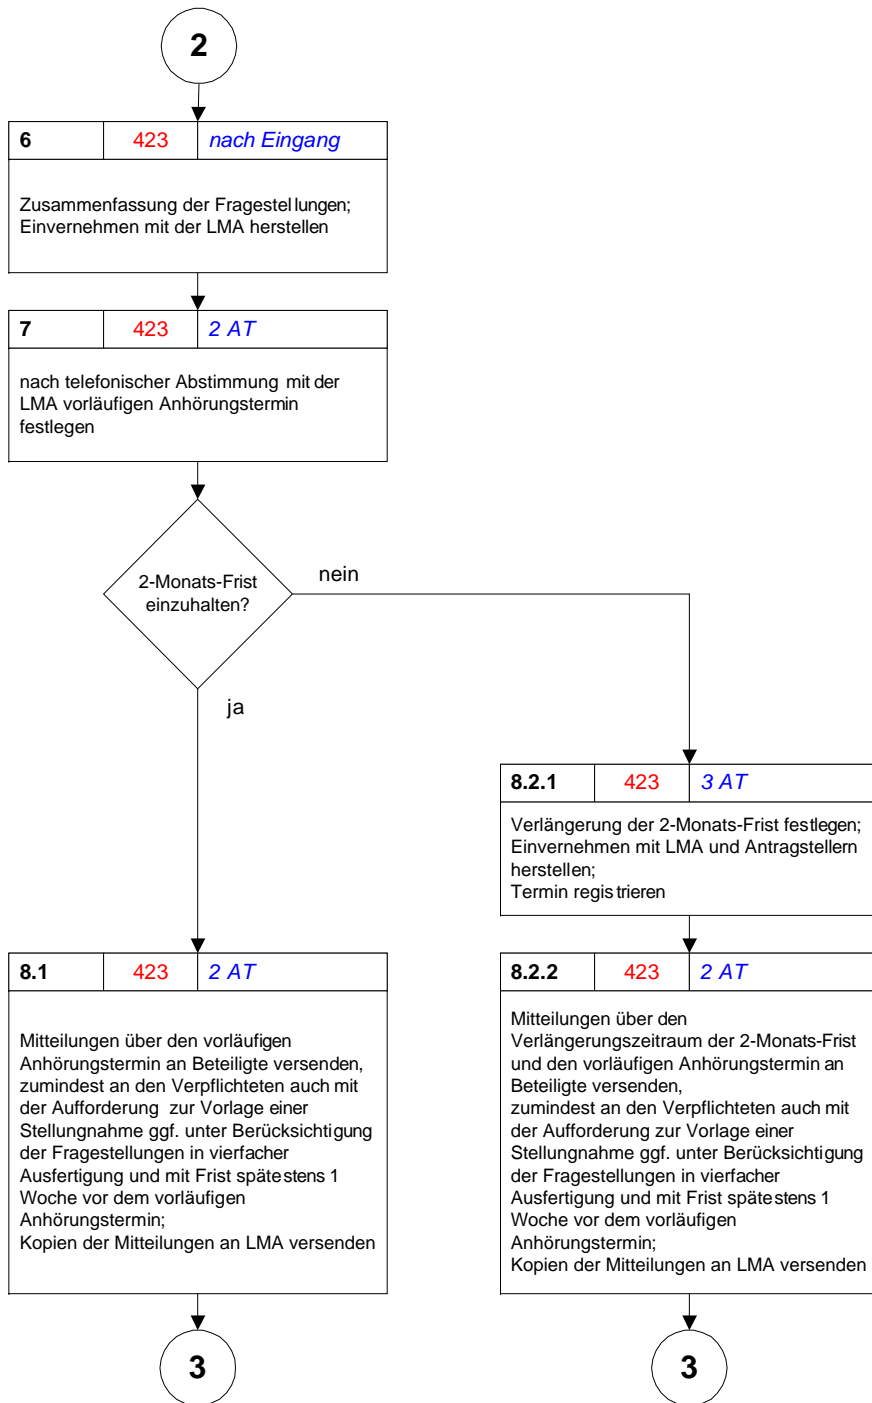 2
6 423 nach Eingang
Zusammenfassung der Fragestellungen;
Einvernehmen mit der LMA herstellen
7 423 2 AT
nach telefonischer Abstimmung mit der
LMA vorläufigen Anhörungstermin
festlegen
2-Monats-Frist
einzuhalten?
nein
ja
8.2.1 423 3 AT
Verlängerung der 2-Monats-Frist festlegen;
Einvernehmen mit LMA und Antragstellern
herstellen;
Termin registrieren
8.1 423 2 AT
Mitteilungen über den vorläufigen
Anhörungstermin an Beteiligte versenden,
zumindest an den Verpflichteten auch mit
der Aufforderung zur Vorlage einer
Stellungnahme ggf. unter Berücksichtigung
der Fragestellungen in vierfacher
Ausfertigung und mit Frist spätestens 1
Woche vor dem vorläufigen
Anhörungstermin;
Kopien der Mitteilungen an LMA versenden
8.2.2 423 2 AT
Mitteilungen über den
Verlängerungszeitraum der 2-Monats-Frist
und den vorläufigen Anhörungstermin an
Beteiligte versenden,
zumindest an den Verpflichteten auch mit
der Aufforderung zur Vorlage einer
Stellungnahme ggf. unter Berücksichtigung
der Fragestellungen in vierfacher
Ausfertigung und mit Frist spätestens 1
Woche vor dem vorläufigen
Anhörungstermin;
Kopien der Mitteilungen an LMA versenden
3
3